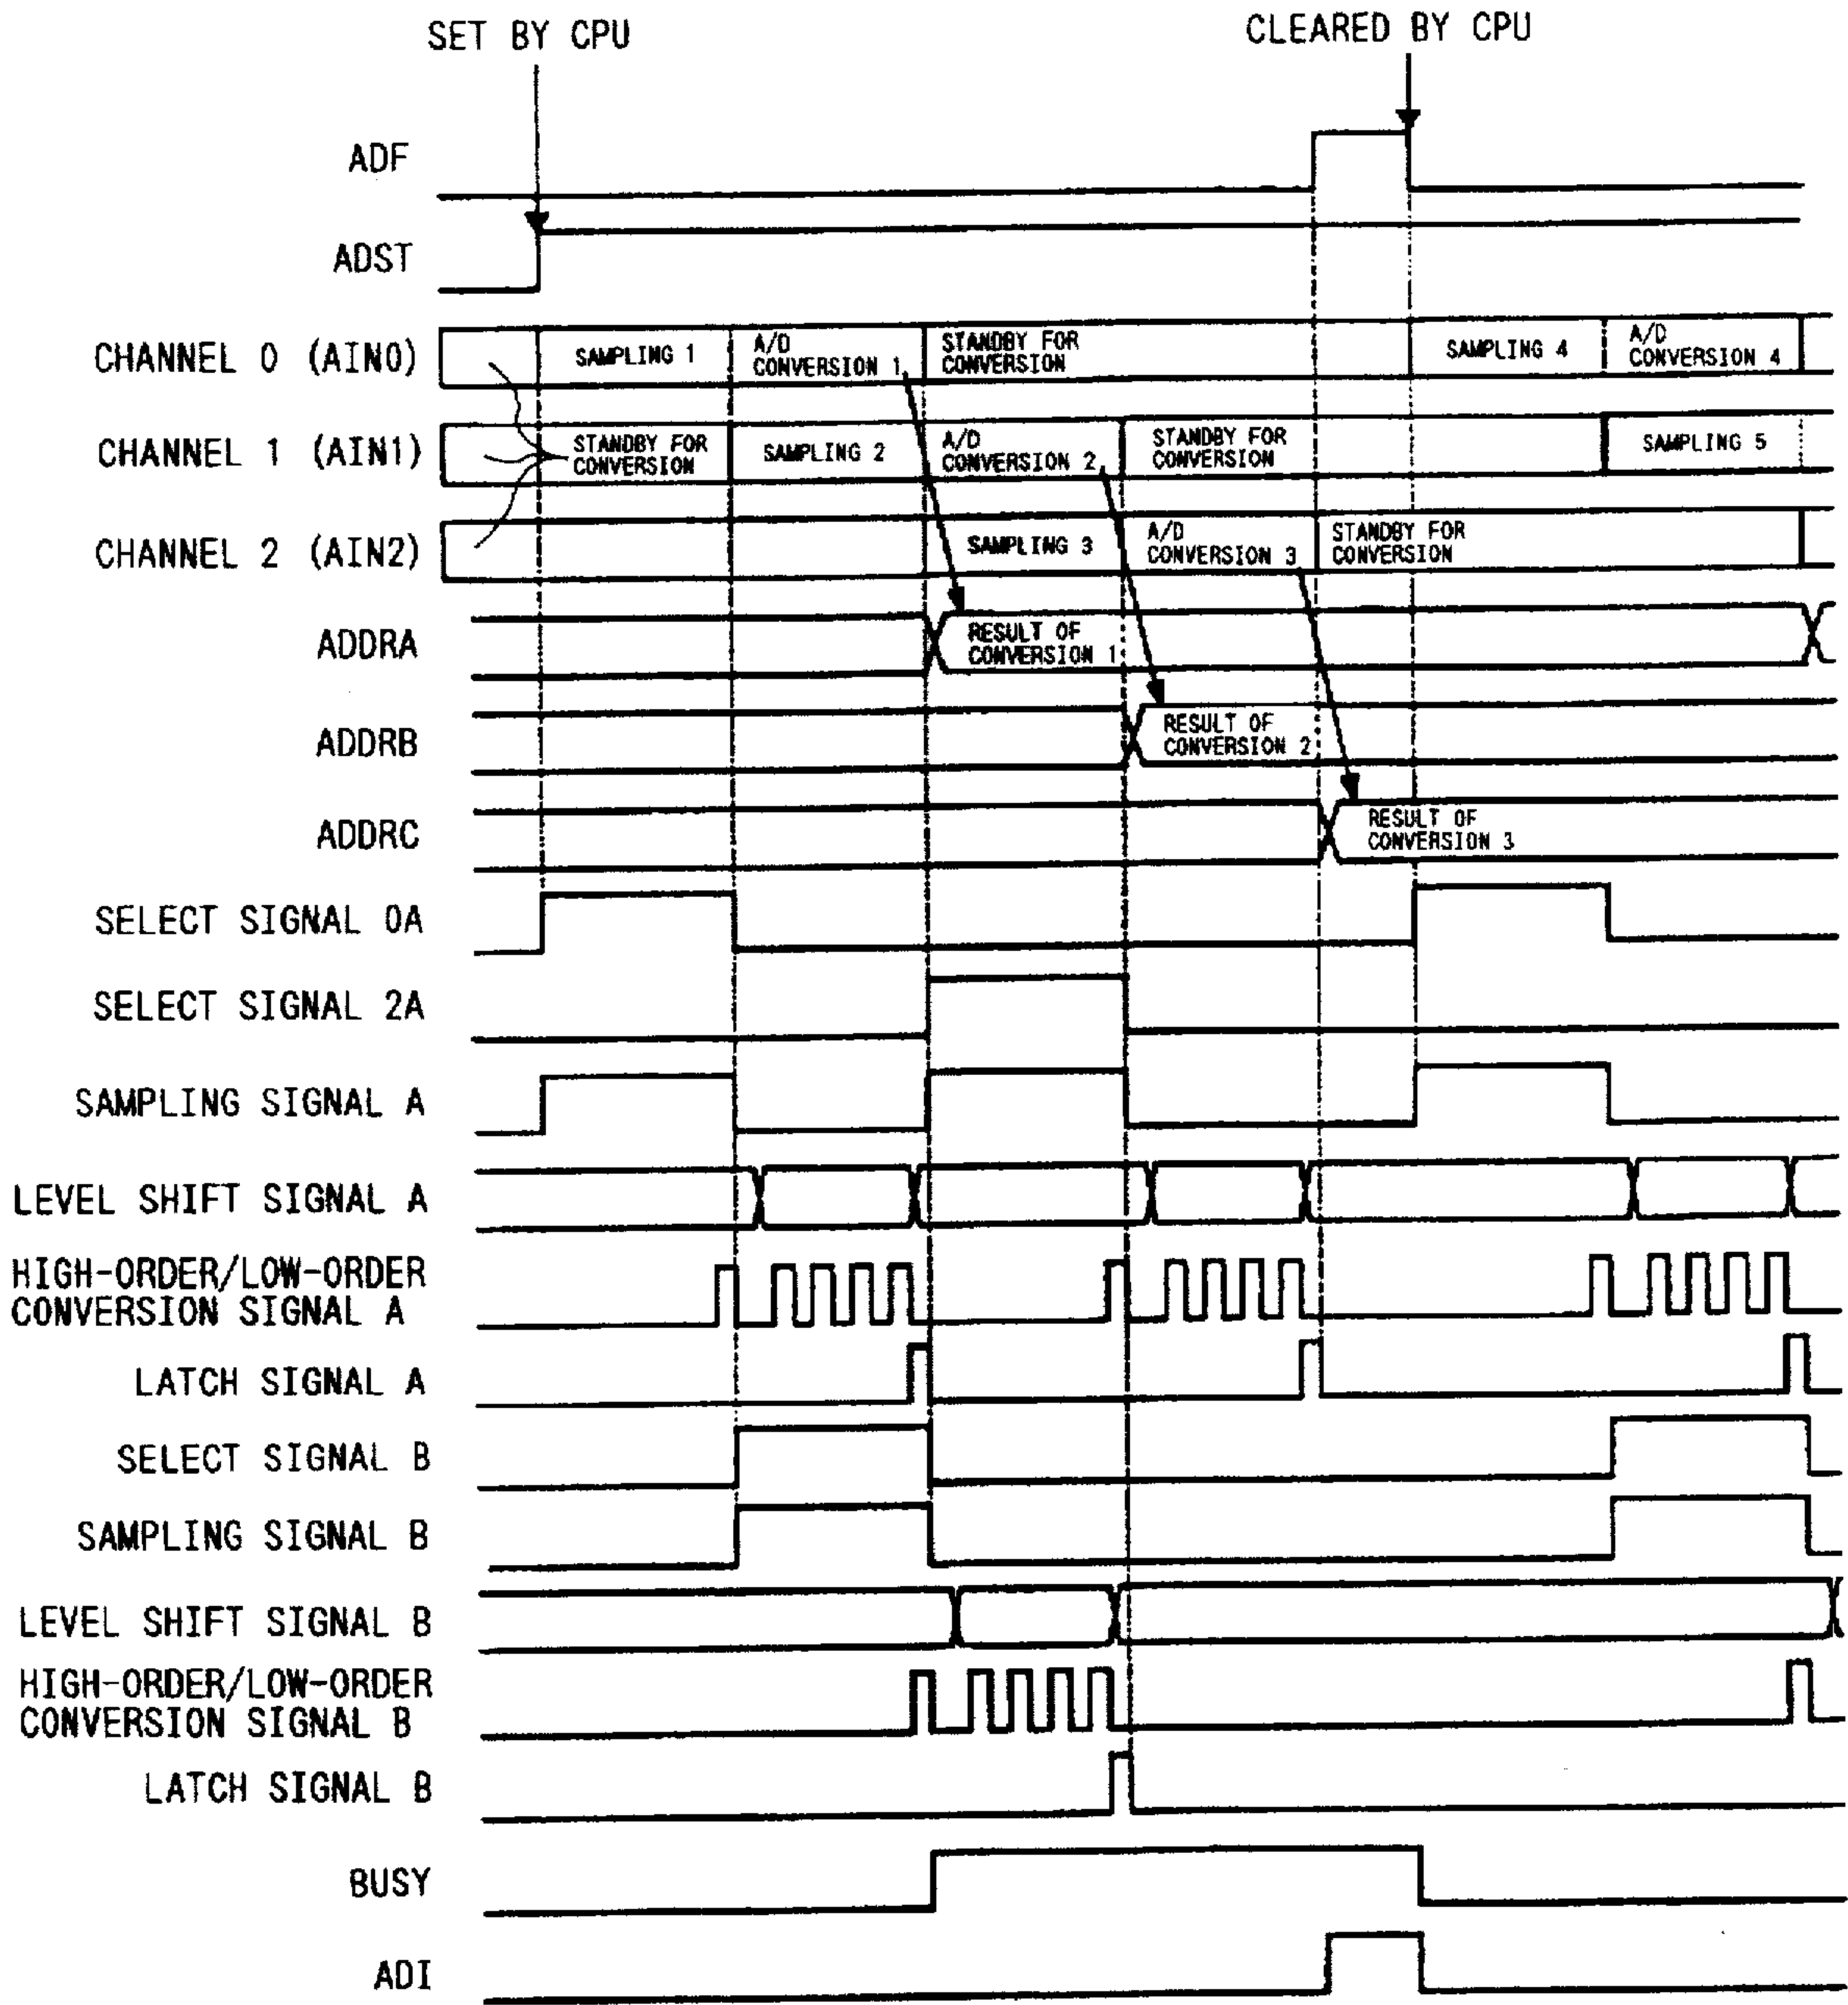 SET BY CPU
CLEARED BY CPU
ADF
ADST
CHANNEL 0 (AIN0)
SAMPLING 1
A/D
CONVERSION 1
STANDBY FOR
CONVERSION
SAMPLING 4
A/D
CONVERSION 4
CHANNEL 1 (AIN1)
STANDBY FOR
CONVERSION
SAMPLING 2
A/D
CONVERSION 2
STANDBY FOR
CONVERSION
SAMPLING 5
CHANNEL 2 (AIN2)
SAMPLING 3
A/D
CONVERSION 3
STANDBY FOR
CONVERSION
ADDRA
RESULT OF
CONVERSION 1
ADDRB
RESULT OF
CONVERSION 2
ADDRC
RESULT OF
CONVERSION 3
SELECT SIGNAL 0A
SELECT SIGNAL 2A
SAMPLING SIGNAL A
LEVEL SHIFT SIGNAL A
HIGH-ORDER/LOW-ORDER
CONVERSION SIGNAL A
LATCH SIGNAL A
SELECT SIGNAL B
SAMPLING SIGNAL B
LEVEL SHIFT SIGNAL B
HIGH-ORDER/LOW-ORDER
CONVERSION SIGNAL B
LATCH SIGNAL B
BUSY
ADI